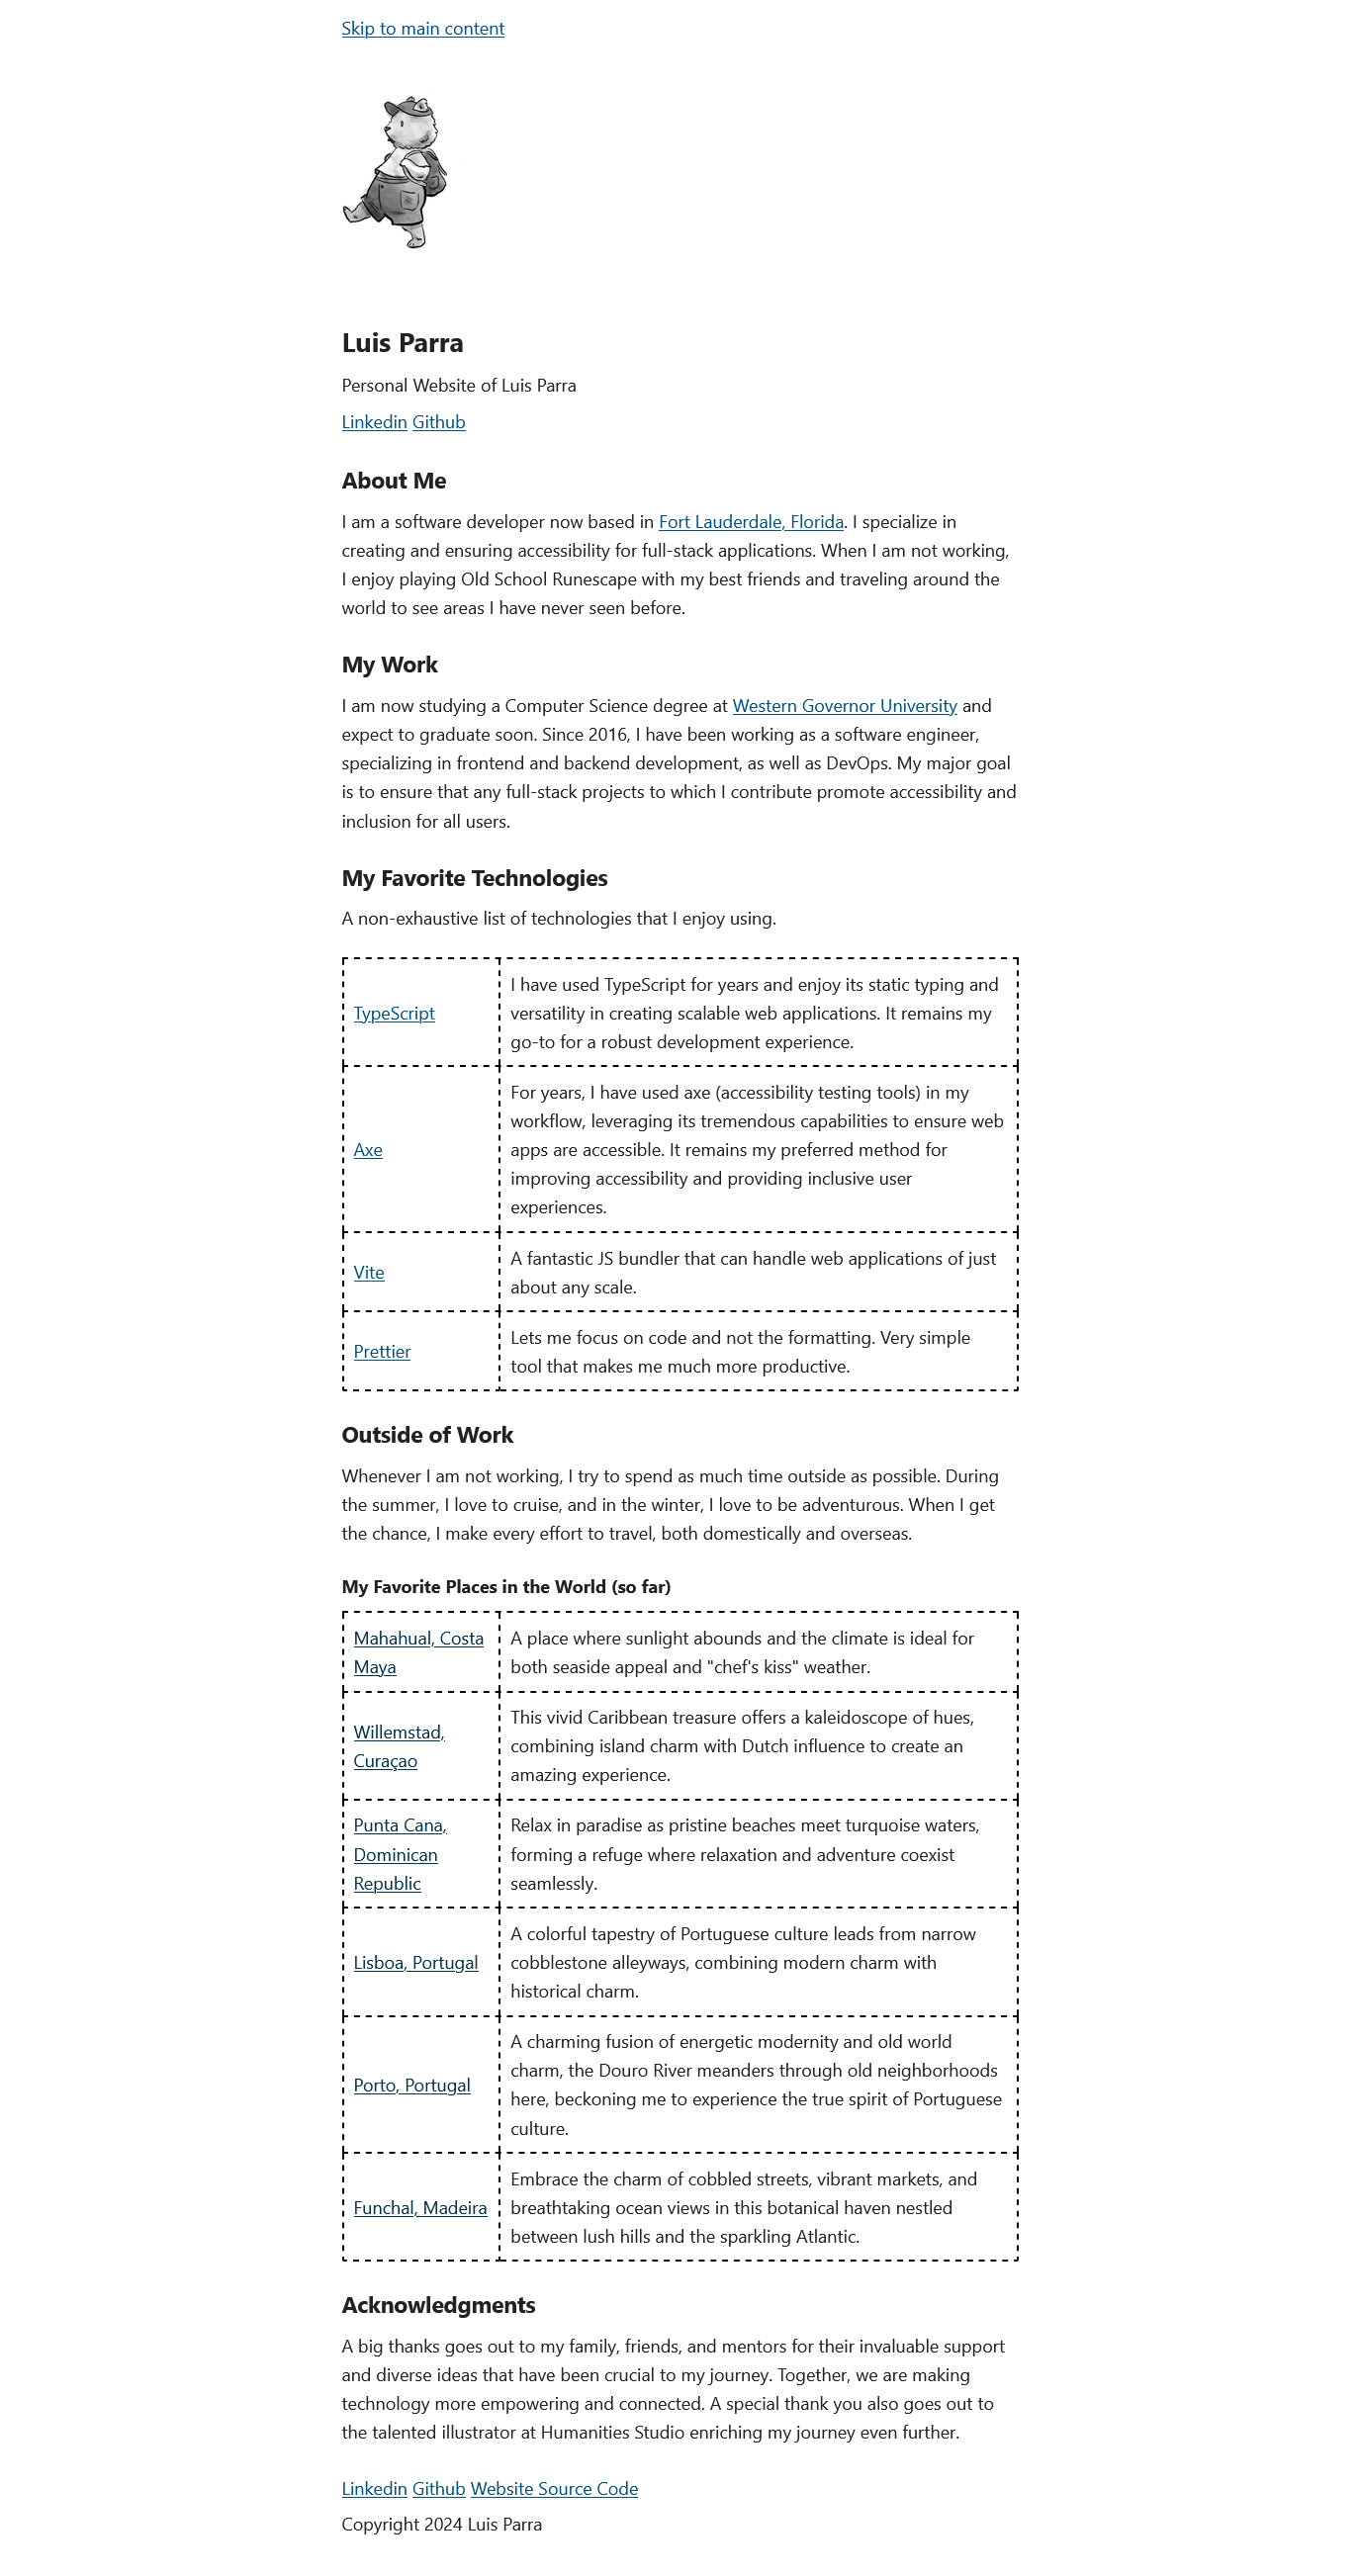 Skip to main content
Luis Parra
Personal Website of Luis Parra
Linkedin Github
About Me
I am a software developer now based in Fort Lauderdale, Florida. I specialize in
creating and ensuring accessibility for full-stack applications. When I am not working,
I enjoy playing Old School Runescape with my best friends and traveling around the
world to see areas I have never seen before.
My Work
I am now studying a Computer Science degree at Western Governor University and
expect to graduate soon. Since 2016, I have been working as a software engineer,
specializing in frontend and backend development, as well as DevOps. My major goal
is to ensure that any full-stack projects to which I contribute promote accessibility and
inclusion for all users.
My Favorite Technologies
A non-exhaustive list of technologies that I enjoy using.
TypeScript
I have used TypeScript for years and enjoy its static typing and
versatility in creating scalable web applications. It remains my
go-to for a robust development experience.
Axe
For years, I have used axe (accessibility testing tools) in my
workflow, leveraging its tremendous capabilities to ensure web
apps are accessible. It remains my preferred method for
improving accessibility and providing inclusive user
experiences.
Vite
A fantastic JS bundler that can handle web applications of just
about any scale.
Prettier
Lets me focus on code and not the formatting. Very simple
tool that makes me much more productive.
Outside of Work
Whenever I am not working, I try to spend as much time outside as possible. During
the summer, I love to cruise, and in the winter, I love to be adventurous. When I get
the chance, I make every effort to travel, both domestically and overseas.
My Favorite Places in the World (so far)
Mahahual, Costa
Maya
A place where sunlight abounds and the climate is ideal for
both seaside appeal and "chef's kiss" weather.
Willemstad,
Curaçao
This vivid Caribbean treasure offers a kaleidoscope of hues,
combining island charm with Dutch influence to create an
amazing experience.
Punta Cana,
Dominican
Republic
Relax in paradise as pristine beaches meet turquoise waters,
forming a refuge where relaxation and adventure coexist
seamlessly.
Lisboa, Portugal
A colorful tapestry of Portuguese culture leads from narrow
cobblestone alleyways, combining modern charm with
historical charm.
Porto, Portugal
A charming fusion of energetic modernity and old world
charm, the Douro River meanders through old neighborhoods
here, beckoning me to experience the true spirit of Portuguese
culture.
Funchal, Madeira
Embrace the charm of cobbled streets, vibrant markets, and
breathtaking ocean views in this botanical haven nestled
between lush hills and the sparkling Atlantic.
Acknowledgments
A big thanks goes out to my family, friends, and mentors for their invaluable support
and diverse ideas that have been crucial to my journey. Together, we are making
technology more empowering and connected. A special thank you also goes out to
the talented illustrator at Humanities Studio enriching my journey even further.
Linkedin Github Website Source Code
Copyright 2024 Luis Parra